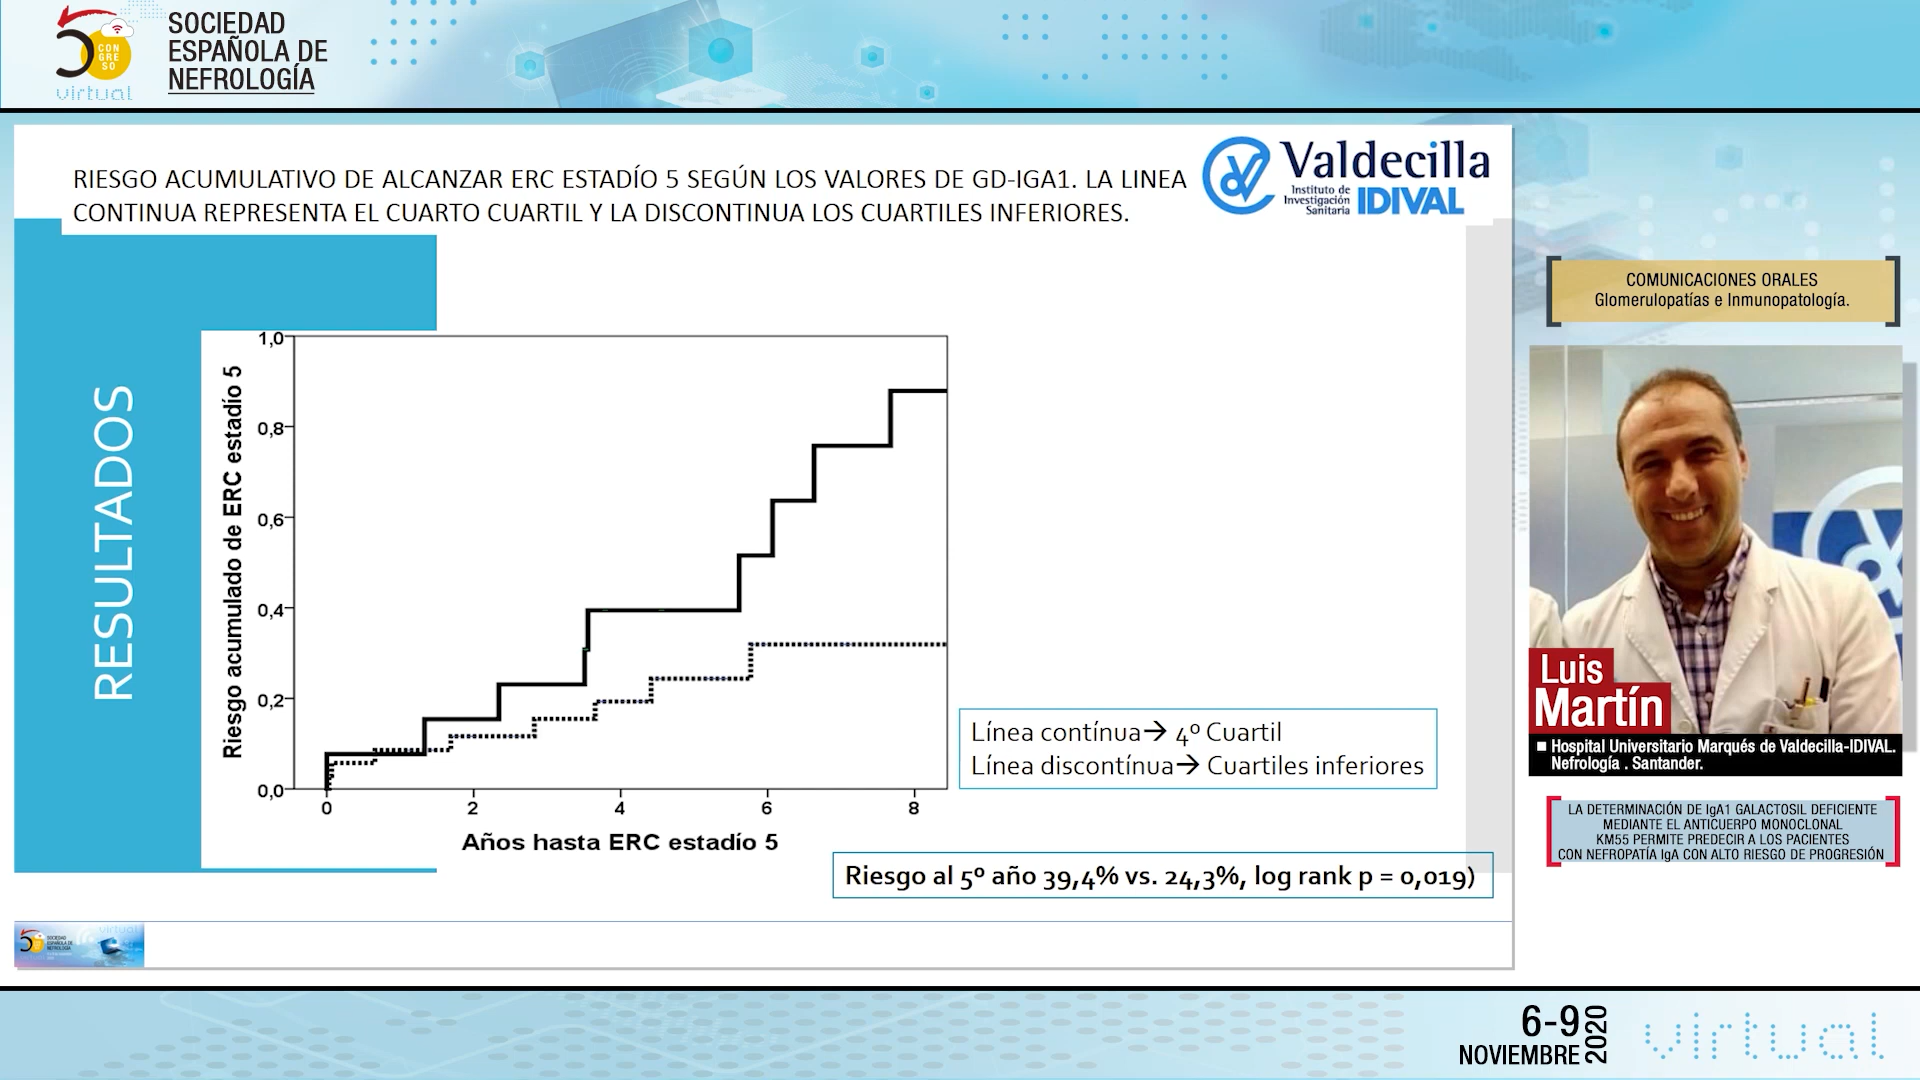 50 CONGRESO
virtual
SOCIEDAD
ESPAÑOLA DE
NEFROLOGÍA
RIESGO ACUMULATIVO DE ALCANZAR ERC ESTADÍO 5 SEGÚN LOS VALORES DE GD-IGA1. LA LINEA
CONTINUA REPRESENTA EL CUARTO CUARTIL Y LA DISCONTINUA LOS CUARTILES INFERIORES.
Valdecilla
Instituto de
Investigación
Sanitaria
IDIVAL
RESULTADOS
Riesgo acumulado de ERC estadío 5
1,0
0,8
0,6
0,4
0,2
0,0
0 2 4 6 8
Años hasta ERC estadío 5
Línea contínua→ 4º Cuartil
Línea discontínua→ Cuartiles inferiores
Riesgo al 5º año 39,4% vs. 24,3%, log rank p = 0,019)
COMUNICACIONES ORALES
Glomerulopatías e Inmunopatología.
Luis
Martín
Hospital Universitario Marqués de Valdecilla-IDIVAL.
Nefrología . Santander.
LA DETERMINACIÓN DE IgA1 GALACTOSIL DEFICIENTE
MEDIANTE EL ANTICUERPO MONOCLONAL
KM55 PERMITE PREDECIR A LOS PACIENTES
CON NEFROPATÍA IgA CON ALTO RIESGO DE PROGRESIÓN
6-9
NOVIEMBRE
2020
virtual